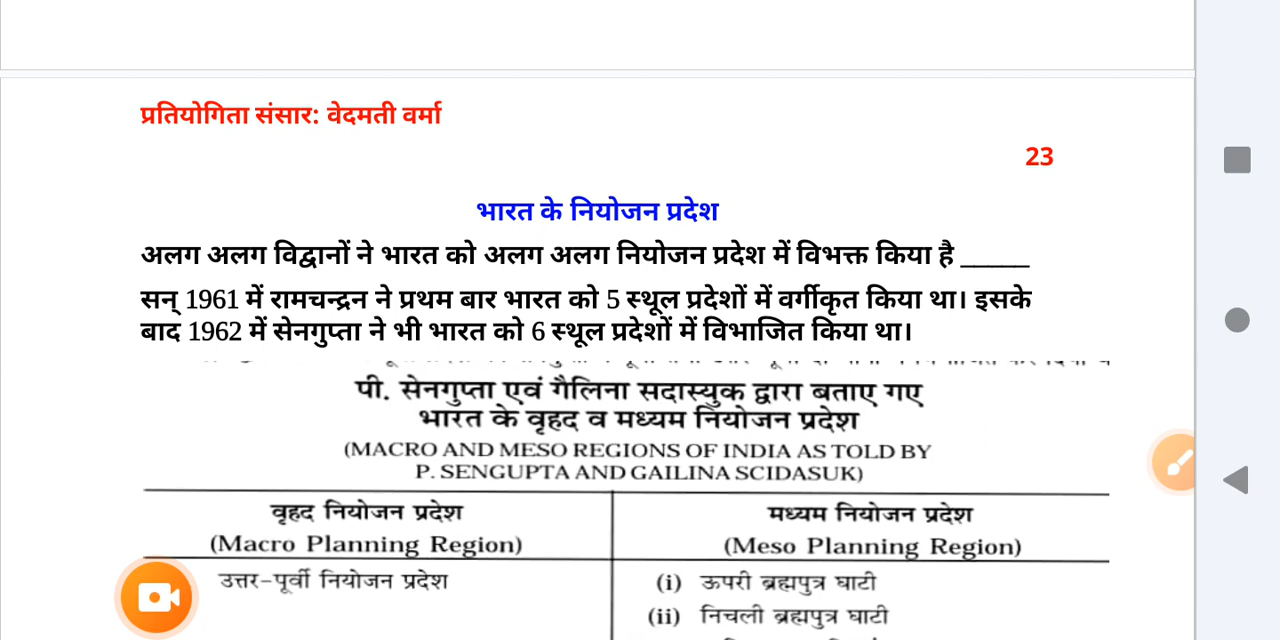 प्रतियोगिता संसार: वेदमती वर्मा
23
भारत के नियोजन प्रदेश
अलग अलग विद्वानों ने भारत को अलग अलग नियोजन प्रदेश में विभक्त किया है _____
सन् 1961 में रामचन्द्रन ने प्रथम बार भारत को 5 स्थूल प्रदेशों में वर्गीकृत किया था। इसके
बाद 1962 में सेनगुप्ता ने भी भारत को 6 स्थूल प्रदेशों में विभाजित किया था।
पी. सेनगुप्ता एवं गैलिना सदास्युक द्वारा बताए गए
भारत के वृहद व मध्यम नियोजन प्रदेश
(MACRO AND MESO REGIONS OF INDIA AS TOLD BY
P. SENGUPTA AND GAILINA SCIDASUK)
वृहद नियोजन प्रदेश
(Macro Planning Region)
मध्यम नियोजन प्रदेश
(Meso Planning Region)
उत्तर-पूर्वी नियोजन प्रदेश
(i) ऊपरी ब्रह्मपुत्र घाटी
(ii) निचली ब्रह्मपुत्र घाटी